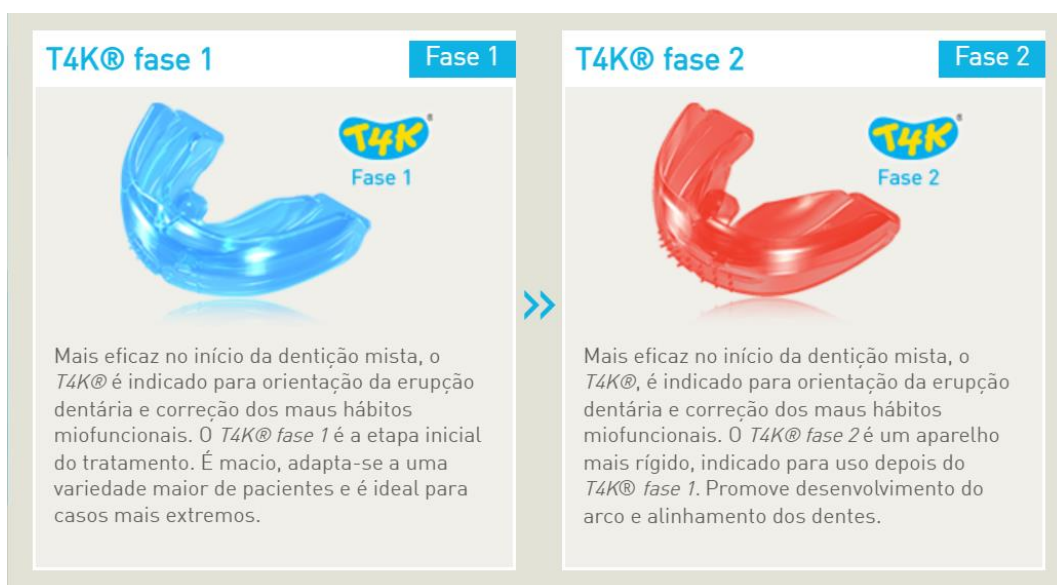 T4K® fase 1
Fase 1
T4K®
Fase 1
Mais eficaz no início da dentição mista, o
T4K® é indicado para orientação da erupção
dentária e correção dos maus hábitos
miofuncionais. O T4K® fase 1 é a etapa inicial
do tratamento. É macio, adapta-se a uma
variedade maior de pacientes e é ideal para
casos mais extremos.
»
T4K® fase 2
Fase 2
T4K®
Fase 2
Mais eficaz no início da dentição mista, o
T4K®, é indicado para orientação da erupção
dentária e correção dos maus hábitos
miofuncionais. O T4K® fase 2 é um aparelho
mais rígido, indicado para uso depois do
T4K® fase 1. Promove desenvolvimento do
arco e alinhamento dos dentes.